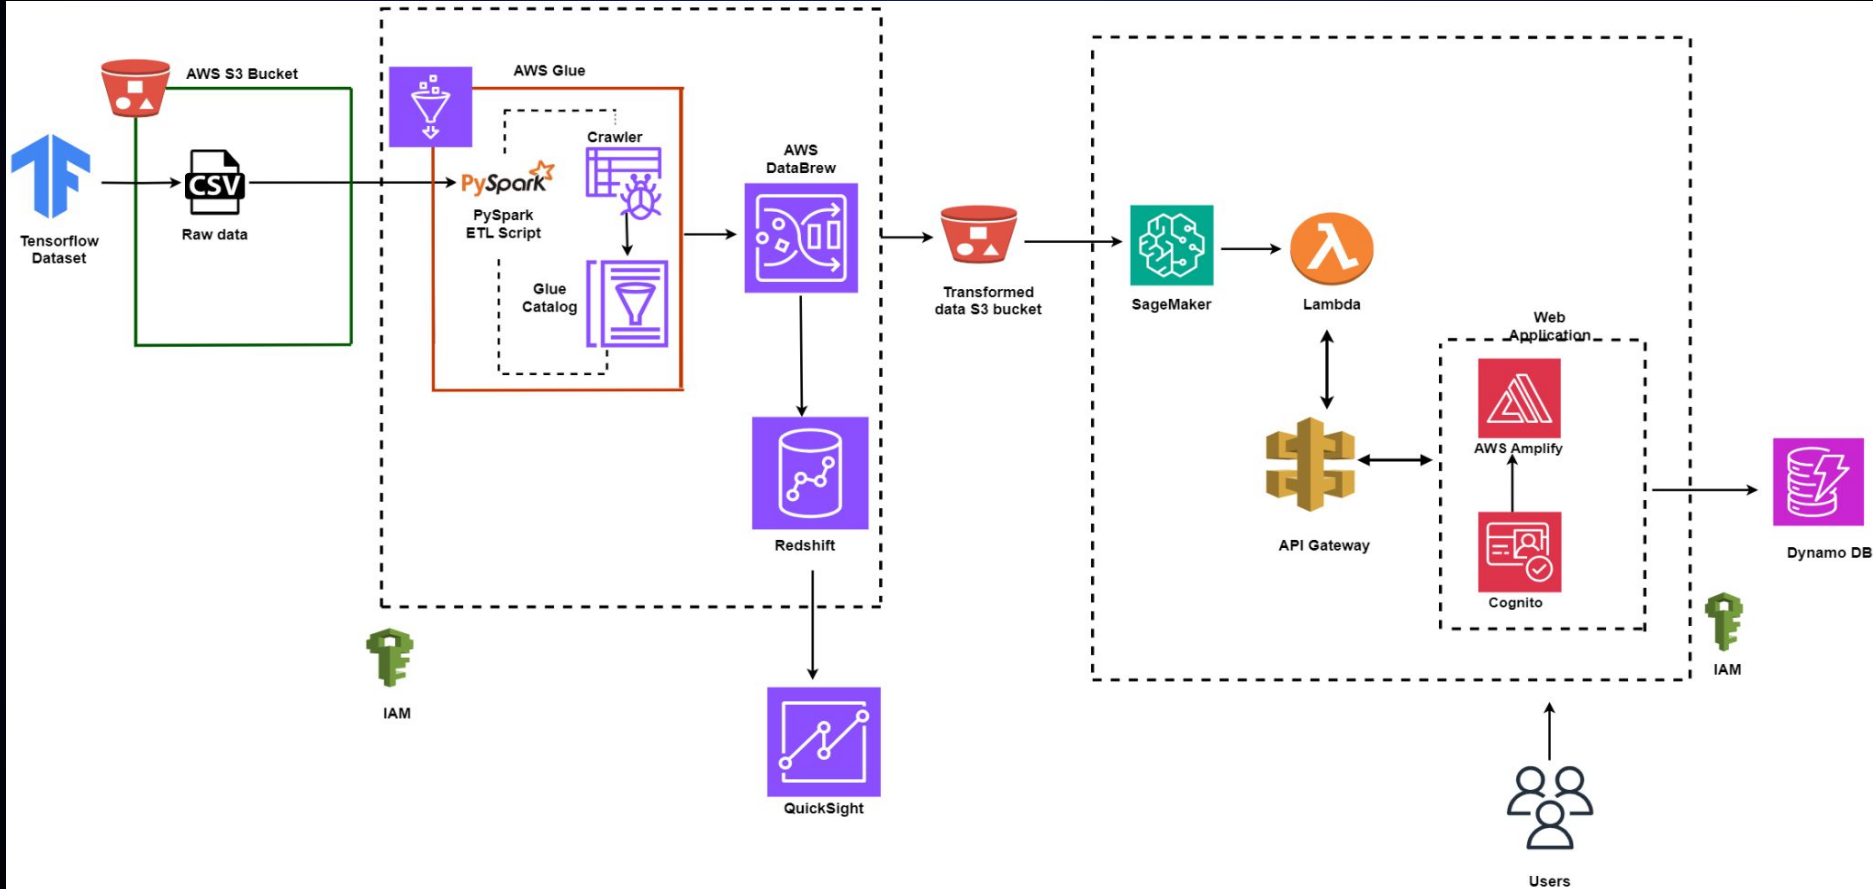 AWS S3 Bucket
Tensorflow
Dataset
CSV
Raw data
AWS Glue
PySpark
PySpark
ETL Script
Crawler
Glue
Catalog
AWS
DataBrew
Redshift
QuickSight
IAM
Transformed
data S3 bucket
SageMaker
Lambda
API Gateway
Web
Application
AWS Amplify
Cognito
Dynamo DB
IAM
Users